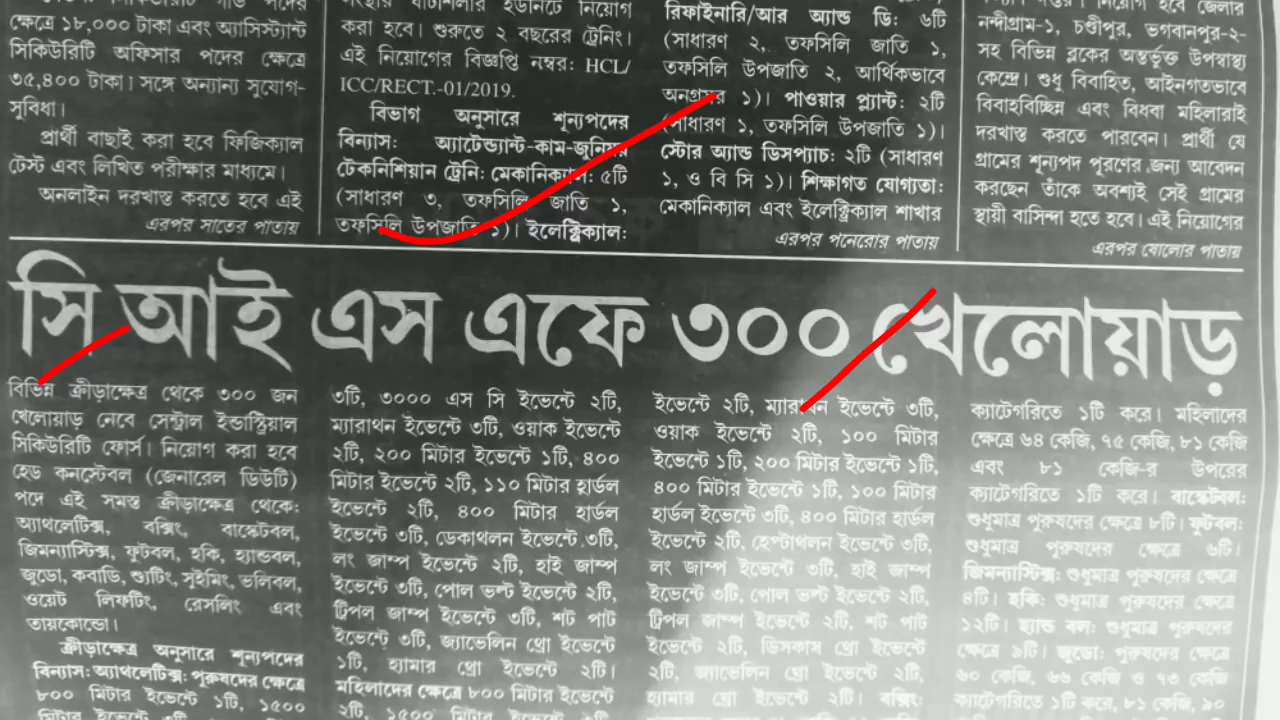 ক্ষেত্রে ১৮,০০০ টাকা এবং অ্যাসিস্ট্যান্ট
সিকিউরিটি অফিসার পদের ক্ষেত্রে
৩৫,৪০০ টাকা। সঙ্গে অন্যান্য সুযোগ-
সুবিধা।
প্রার্থী বাছাই করা হবে ফিজিক্যাল
টেস্ট এবং লিখিত পরীক্ষার মাধ্যমে।
অনলাইন দরখাস্ত করতে হবে এই
এরপর সাতের পাতায়
করা হবে। শুরুতে ২ বছরের ট্রেনিং।
এই নিয়োগের বিজ্ঞপ্তি নম্বর: HCL/
ICC/RECT.-01/2019.
বিভাগ অনুসারে শূন্যপদের
বিন্যাস: অ্যাটেন্ড্যান্ট-কাম-জুনিয়র
টেকনিশিয়ান ট্রেনি: মেকানিক্যাল: ৫টি
(সাধারণ ৩, তফসিলি জাতি ১,
তফসিলি উপজাতি ১)। ইলেক্ট্রিক্যাল:
রিফাইনারি/আর অ্যান্ড ডি: ৬টি
(সাধারণ ২, তফসিলি জাতি ১,
তফসিলি উপজাতি ২, আর্থিকভাবে
অনগ্রসর ১)। পাওয়ার প্ল্যান্ট: ২টি
(সাধারণ ১, তফসিলি উপজাতি ১)।
স্টোর অ্যান্ড ডিসপ্যাচ: ২টি (সাধারণ
১, ও বি সি ১)। শিক্ষাগত যোগ্যতা:
মেকানিক্যাল এবং ইলেক্ট্রিক্যাল শাখার
এরপর পনেরোর পাতায়
নন্দীগ্রাম-১, চণ্ডীপুর, ভগবানপুর-২-
সহ বিভিন্ন ব্লকের অন্তর্ভুক্ত উপস্বাস্থ্য
কেন্দ্রে। শুধু বিবাহিত, আইনগতভাবে
বিবাহবিচ্ছিন্ন এবং বিধবা মহিলারাই
দরখাস্ত করতে পারবেন। প্রার্থী যে
গ্রামের শূন্যপদ পূরণের জন্য আবেদন
করছেন তাঁকে অবশ্যই সেই গ্রামের
স্থায়ী বাসিন্দা হতে হবে। এই নিয়োগের
এরপর ষোলোর পাতায়
সি আই এস এফে ৩০০ খেলোয়াড়
বিভিন্ন ক্রীড়াক্ষেত্র থেকে ৩০০ জন
খেলোয়াড় নেবে সেন্ট্রাল ইন্ডাস্ট্রিয়াল
সিকিউরিটি ফোর্স। নিয়োগ করা হবে
হেড কনস্টেবল (জেনারেল ডিউটি)
পদে এই সমস্ত ক্রীড়াক্ষেত্র থেকে:
অ্যাথলেটিক্স, বক্সিং, বাস্কেটবল,
জিমন্যাস্টিক্স, ফুটবল, হকি, হ্যান্ডবল,
জুডো, কবাডি, শ্যুটিং, সুইমিং, ভলিবল,
ওয়েট লিফটিং, রেসলিং এবং
তায়কোন্ডো।
ক্রীড়াক্ষেত্র অনুসারে শূন্যপদের
বিন্যাস: অ্যাথলেটিক্স: পুরুষদের ক্ষেত্রে
৮০০ মিটার ইভেন্টে ১টি, ১৫০০
৩টি, ৩০০০ এস সি ইভেন্টে ২টি,
ম্যারাথন ইভেন্টে ৩টি, ওয়াক ইভেন্টে
২টি, ২০০ মিটার ইভেন্টে ১টি, ৪০০
মিটার ইভেন্টে ২টি, ১১০ মিটার হার্ডল
ইভেন্টে ২টি, ৪০০ মিটার হার্ডল
ইভেন্টে ৩টি, ডেকাথলন ইভেন্টে ৩টি,
লং জাম্প ইভেন্টে ২টি, হাই জাম্প
ইভেন্টে ৩টি, পোল ভল্ট ইভেন্টে ২টি,
ট্রিপল জাম্প ইভেন্টে ৩টি, শট পাট
ইভেন্টে ৩টি, জ্যাভেলিন থ্রো ইভেন্টে
১টি, হ্যামার থ্রো ইভেন্টে ২টি।
মহিলাদের ক্ষেত্রে ৮০০ মিটার ইভেন্টে
২টি, ১৫০০ মিটার ইভেন্টে
ইভেন্টে ২টি, ম্যারাথন ইভেন্টে ৩টি,
ওয়াক ইভেন্টে ২টি, ১০০ মিটার
ইভেন্টে ১টি, ২০০ মিটার ইভেন্টে ১টি,
৪০০ মিটার ইভেন্টে ১টি, ১০০ মিটার
হার্ডল ইভেন্টে ৩টি, ৪০০ মিটার হার্ডল
ইভেন্টে ২টি, হেপ্টাথলন ইভেন্টে ৩টি,
লং জাম্প ইভেন্টে ৩টি, হাই জাম্প
ইভেন্টে ৩টি, পোল ভল্ট ইভেন্টে ২টি,
ট্রিপল জাম্প ইভেন্টে ২টি, শট পাট
ইভেন্টে ২টি, ডিসকাস থ্রো ইভেন্টে
২টি, জ্যাভেলিন থ্রো ইভেন্টে ২টি,
হ্যামার থ্রো ইভেন্টে ২টি। বক্সিং:
ক্যাটেগরিতে ১টি করে। মহিলাদের
ক্ষেত্রে ৬৪ কেজি, ৭৫ কেজি, ৮১ কেজি
এবং ৮১ কেজি-র উপরের
ক্যাটেগরিতে ১টি করে। বাস্কেটবল:
শুধুমাত্র পুরুষদের ক্ষেত্রে ৮টি। ফুটবল:
শুধুমাত্র পুরুষদের ক্ষেত্রে ৬টি।
জিমন্যাস্টিক্স: শুধুমাত্র পুরুষদের ক্ষেত্রে
৪টি। হকি: শুধুমাত্র পুরুষদের ক্ষেত্রে
১২টি। হ্যান্ড বল: শুধুমাত্র পুরুষদের
ক্ষেত্রে ৯টি। জুডো: পুরুষদের ক্ষেত্রে
৬০ কেজি, ৬৬ কেজি ও ৭৩ কেজি
ক্যাটেগরিতে ১টি করে, ৮১ কেজি, ৯০